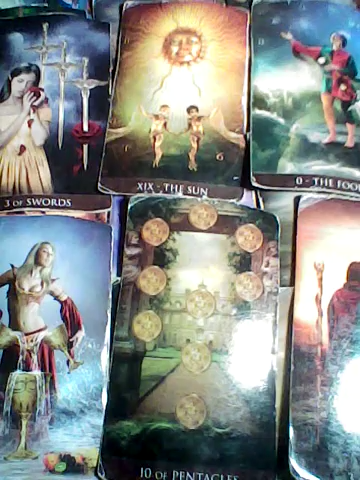 3 OF SWORDS
XIX - THE SUN
0 - THE FOOL
10 OF PENTACLES